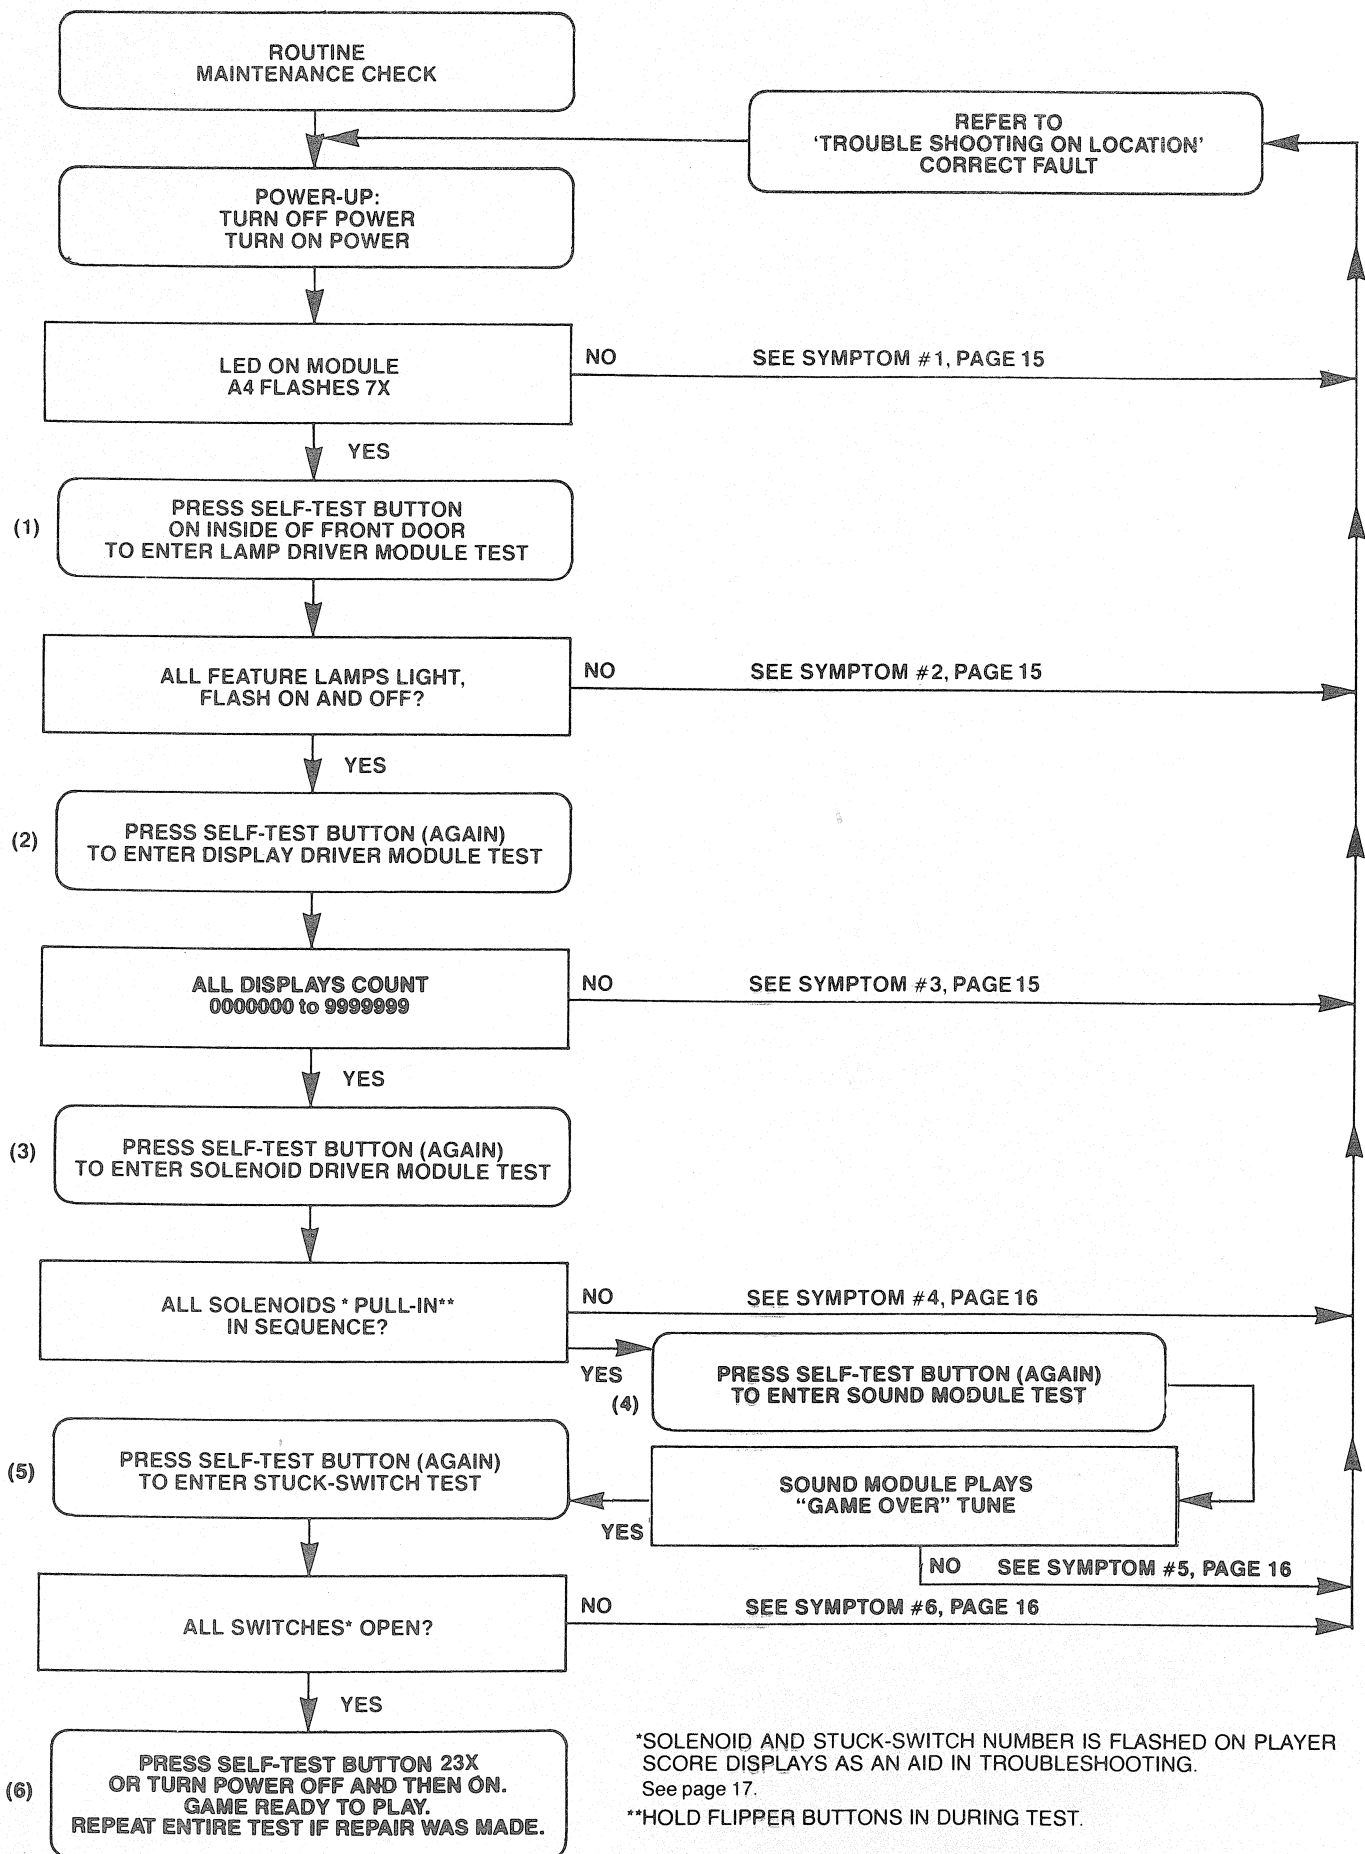 ROUTINE
MAINTENANCE CHECK
REFER TO
'TROUBLE SHOOTING ON LOCATION'
CORRECT FAULT
POWER-UP:
TURN OFF POWER
TURN ON POWER
LED ON MODULE
A4 FLASHES 7X
NO
SEE SYMPTOM #1, PAGE 15
YES
(1)
PRESS SELF-TEST BUTTON
ON INSIDE OF FRONT DOOR
TO ENTER LAMP DRIVER MODULE TEST
ALL FEATURE LAMPS LIGHT,
FLASH ON AND OFF?
NO
SEE SYMPTOM #2, PAGE 15
YES
(2)
PRESS SELF-TEST BUTTON (AGAIN)
TO ENTER DISPLAY DRIVER MODULE TEST
ALL DISPLAYS COUNT
0000000 to 9999999
NO
SEE SYMPTOM #3, PAGE 15
YES
(3)
PRESS SELF-TEST BUTTON (AGAIN)
TO ENTER SOLENOID DRIVER MODULE TEST
ALL SOLENOIDS * PULL-IN**
IN SEQUENCE?
NO
SEE SYMPTOM #4, PAGE 16
YES
(4)
PRESS SELF-TEST BUTTON (AGAIN)
TO ENTER SOUND MODULE TEST
SOUND MODULE PLAYS
"GAME OVER" TUNE
YES
NO
SEE SYMPTOM #5, PAGE 16
(5)
PRESS SELF-TEST BUTTON (AGAIN)
TO ENTER STUCK-SWITCH TEST
ALL SWITCHES* OPEN?
NO
SEE SYMPTOM #6, PAGE 16
YES
(6)
PRESS SELF-TEST BUTTON 23X
OR TURN POWER OFF AND THEN ON.
GAME READY TO PLAY.
REPEAT ENTIRE TEST IF REPAIR WAS MADE.
*SOLENOID AND STUCK-SWITCH NUMBER IS FLASHED ON PLAYER
SCORE DISPLAYS AS AN AID IN TROUBLESHOOTING.
See page 17.
**HOLD FLIPPER BUTTONS IN DURING TEST.